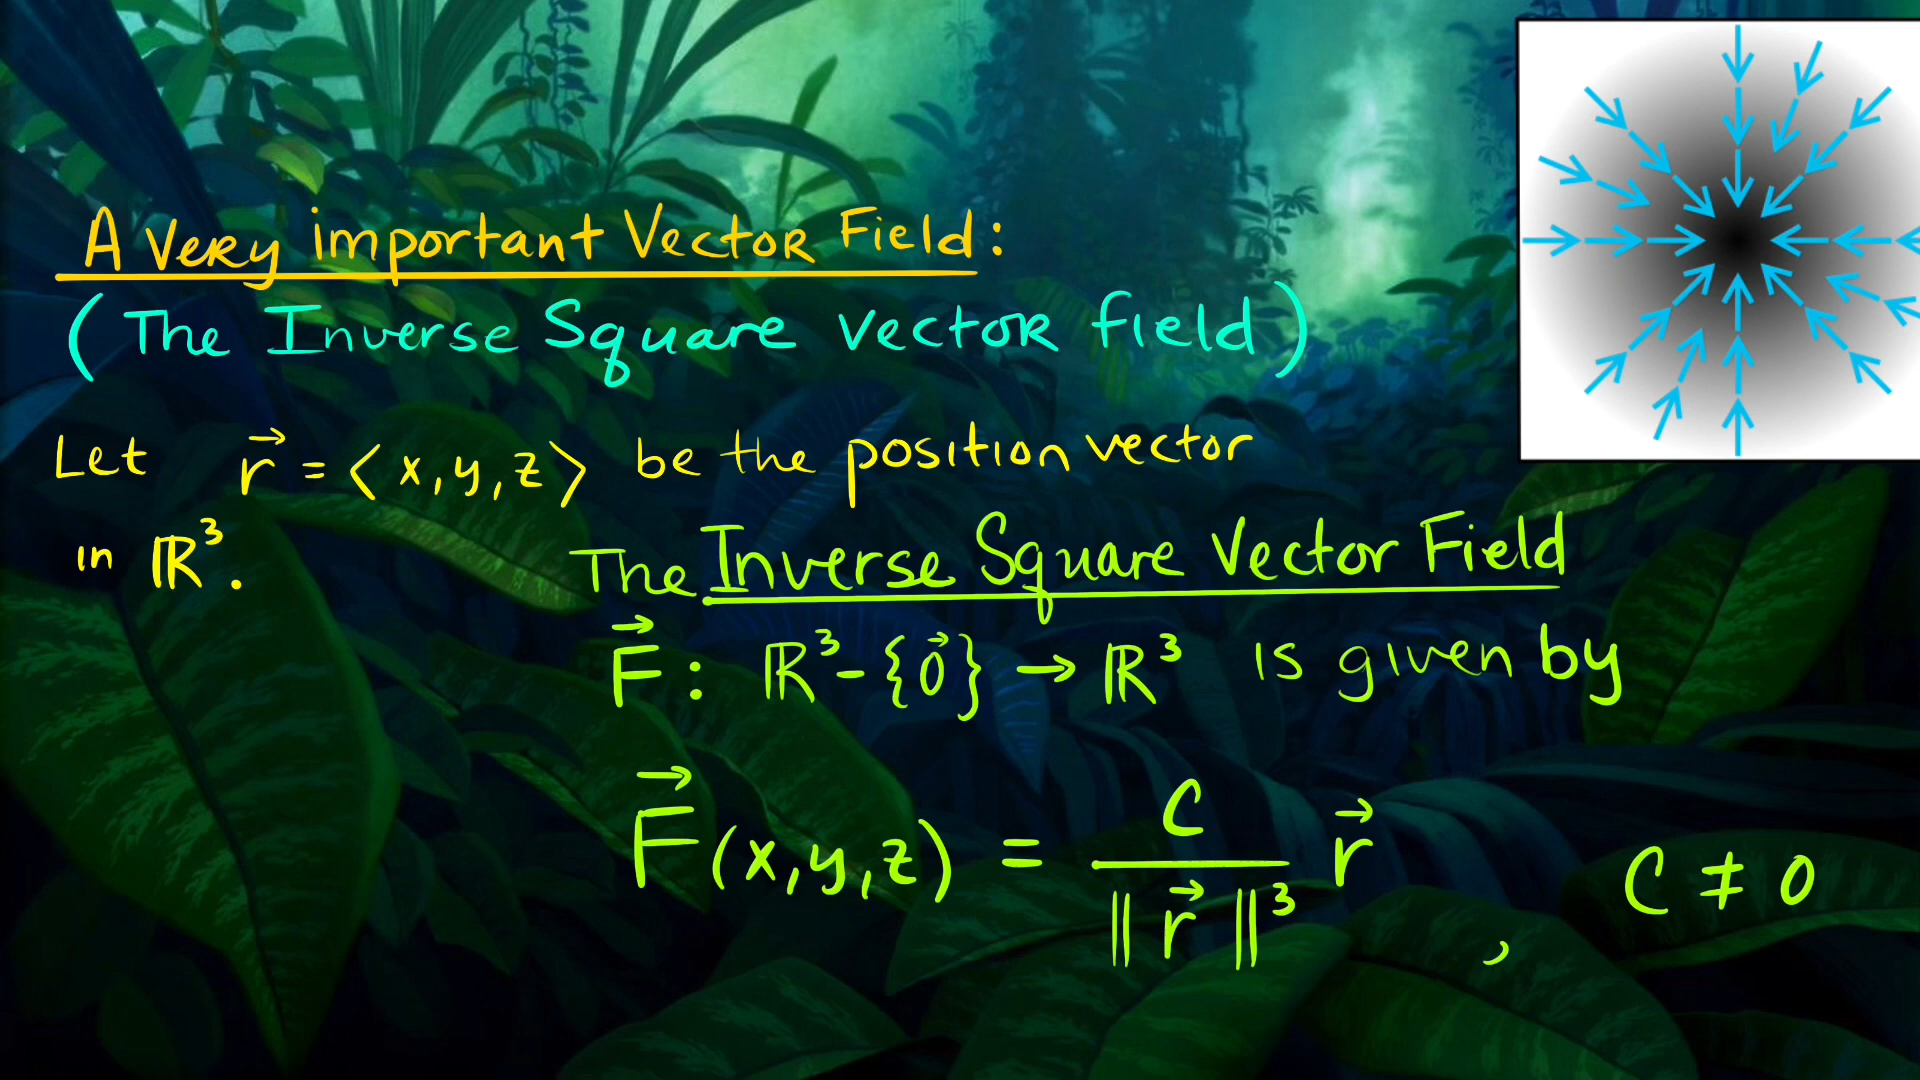 A Very important Vector Field:
(The Inverse Square vector field)
Let r⃗ = ⟨x, y, z⟩ be the position vector
in ℝ³.
The Inverse Square Vector Field
F⃗ : ℝ³ - {0⃗} → ℝ³ is given by
F⃗(x, y, z) = C / ‖r⃗‖³ r⃗ , C ≠ 0